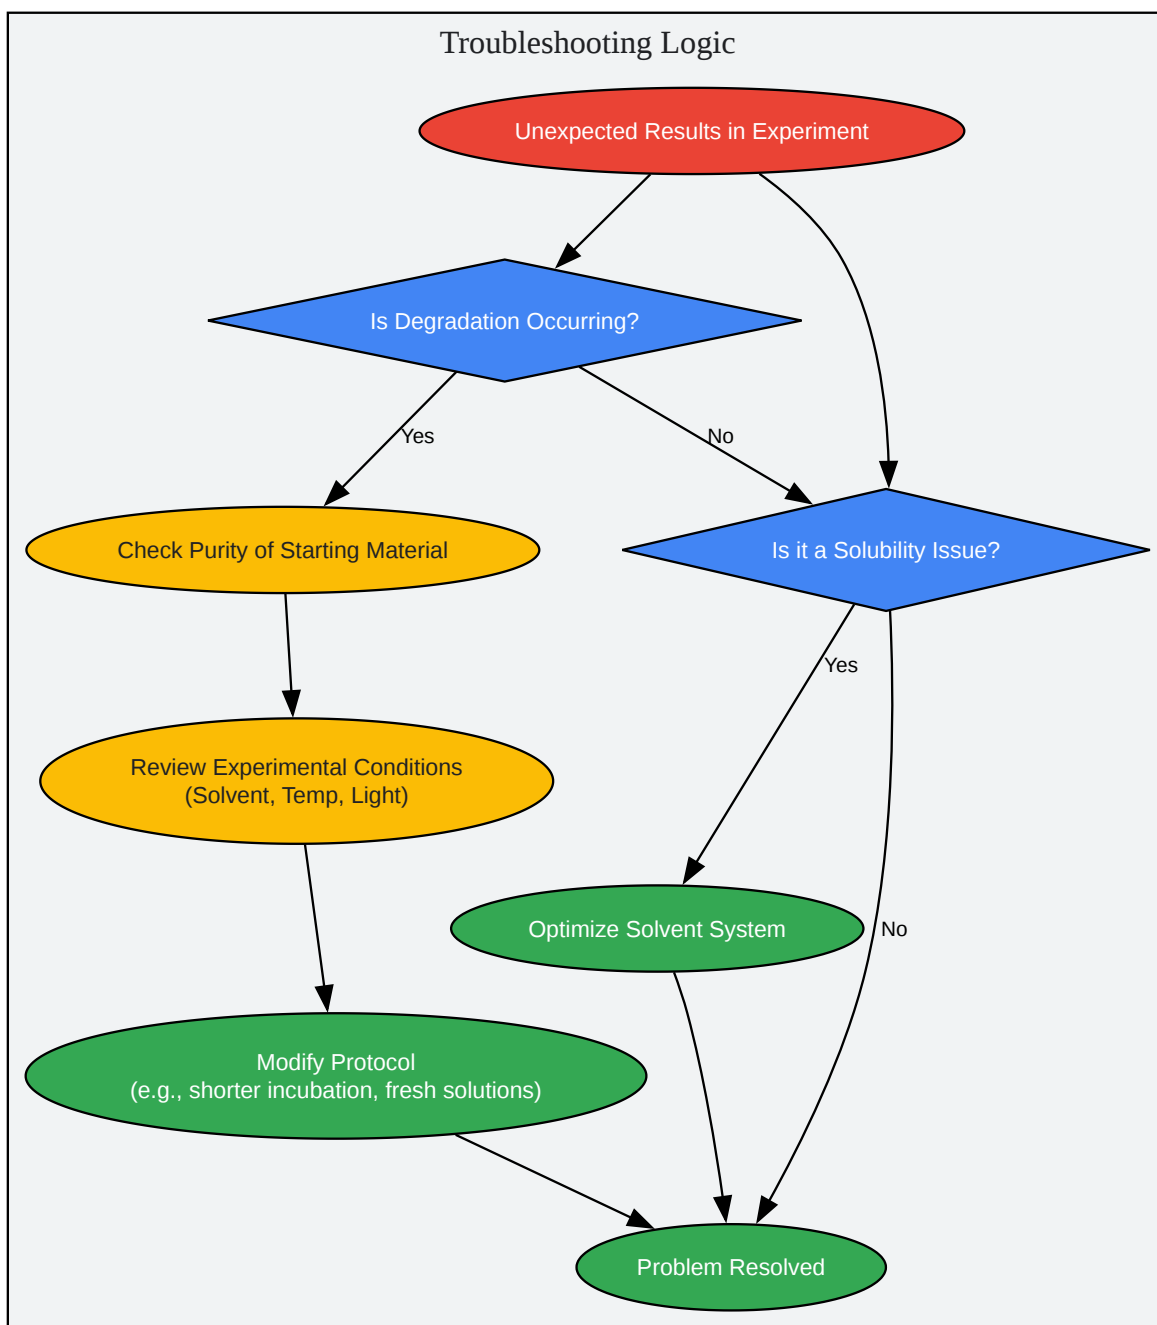 Troubleshooting Logic
Unexpected Results in Experiment
Is Degradation Occurring?
Yes
No
Check Purity of Starting Material
Is it a Solubility Issue?
Yes
Review Experimental Conditions
(Solvent, Temp, Light)
Optimize Solvent System
No
Modify Protocol
(e.g., shorter incubation, fresh solutions)
Problem Resolved